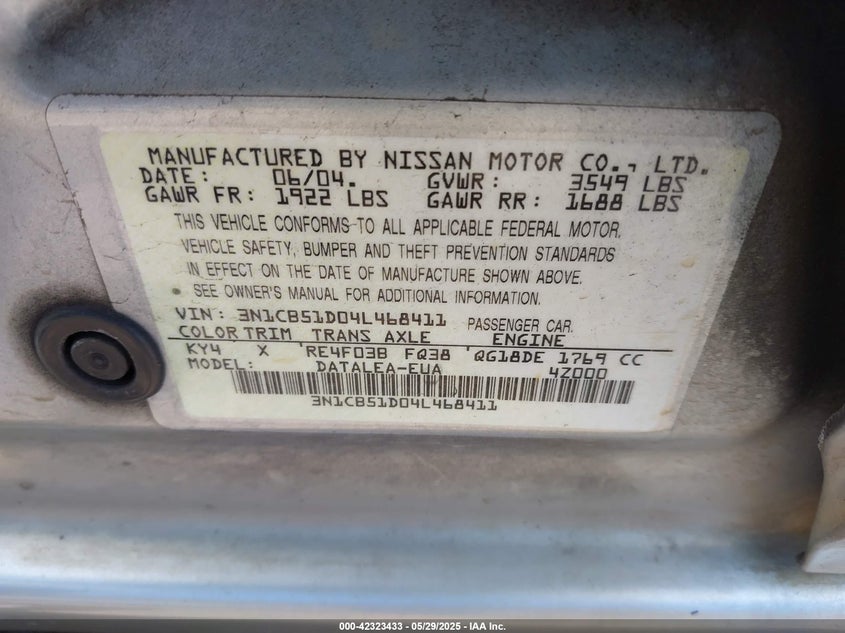 MANUFACTURED BY NISSAN MOTOR CO., LTD.
DATE: 06/04. GVWR: 3549 LBS
GAWR FR: 1922 LBS GAWR RR: 1688 LBS
THIS VEHICLE CONFORMS TO ALL APPLICABLE FEDERAL MOTOR
VEHICLE SAFETY, BUMPER AND THEFT PREVENTION STANDARDS
IN EFFECT ON THE DATE OF MANUFACTURE SHOWN ABOVE.
• SEE OWNER'S MANUAL FOR ADDITIONAL INFORMATION.
VIN: 3N1CB51D04L468411 PASSENGER CAR.
COLOR TRIM TRANS AXLE ENGINE
KY4 X RE4F03B FQ38 QG18DE 1769 CC
MODEL: DATALEA-EUA 4Z000
3N1CB51D04L468411
000-42323433 — 05/29/2025 — IAA Inc.